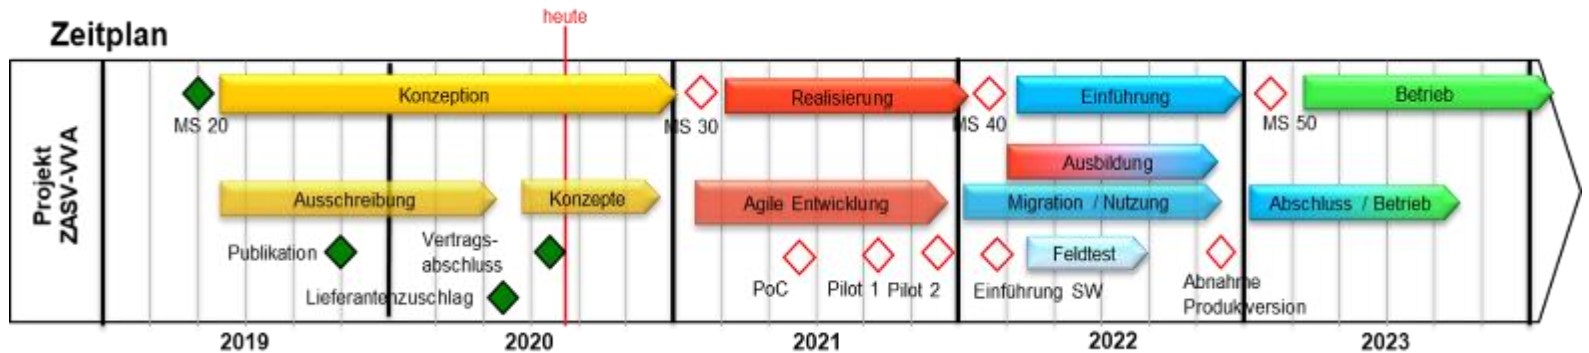 heute
Zeitplan
Projekt
ZASV-VVA
Konzeption
Realisierung
Einführung
Betrieb
MS 20
MS 30
MS 40
MS 50
Ausbildung
Ausschreibung
Konzepte
Agile Entwicklung
Migration / Nutzung
Abschluss / Betrieb
Publikation
Vertrags-
abschluss
Feldtest
Lieferantenzuschlag
PoC
Pilot 1
Pilot 2
Einführung SW
Abnahme
Produktversion
2019
2020
2021
2022
2023